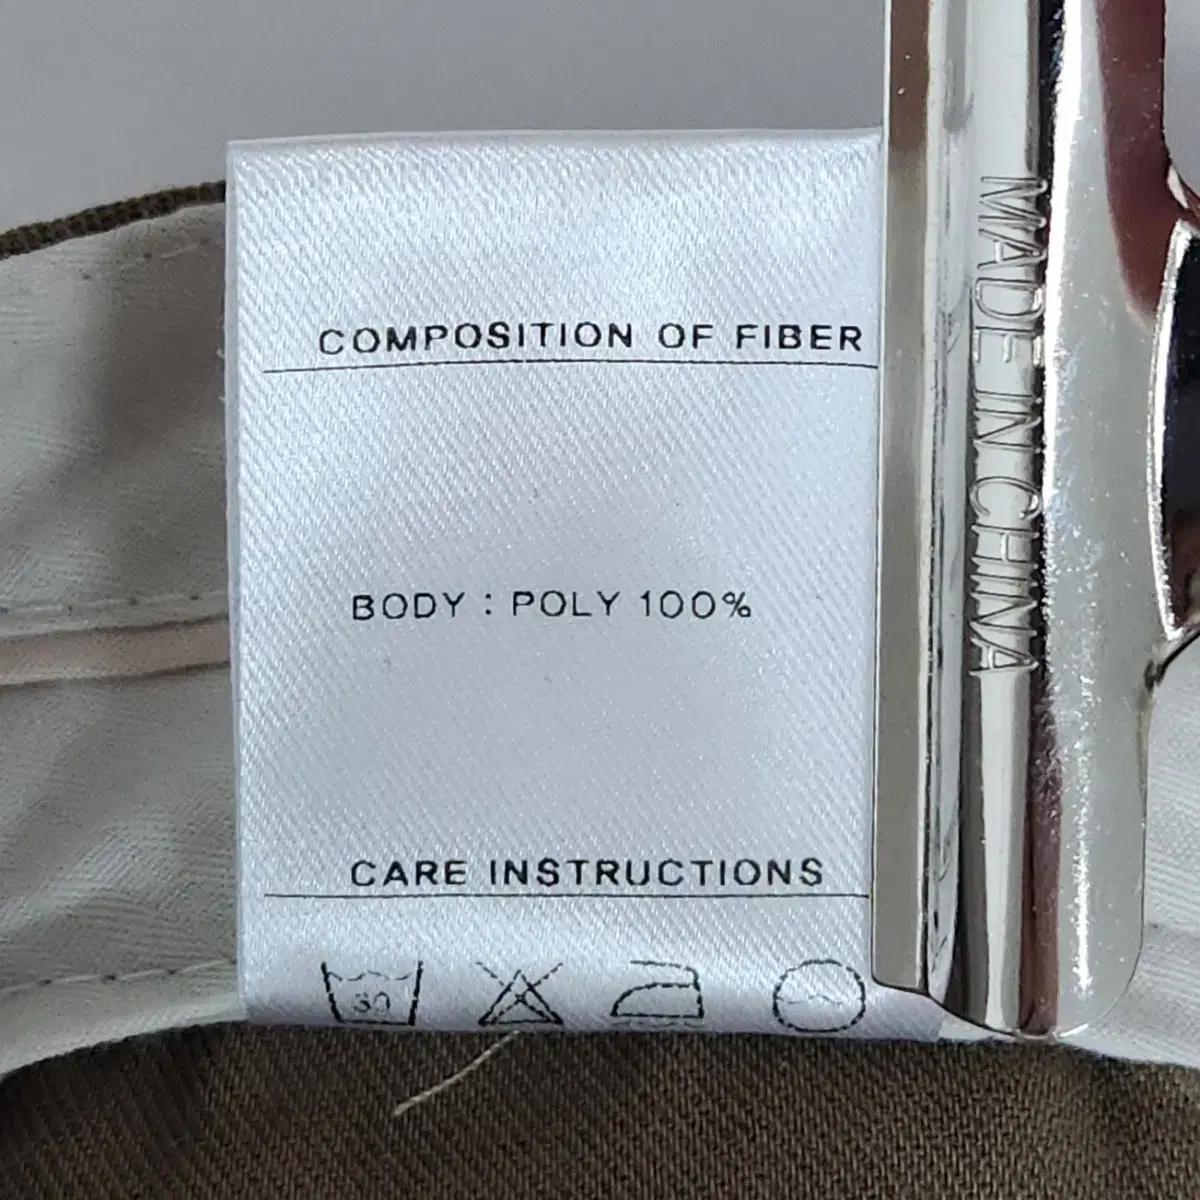 COMPOSITION OF FIBER
BODY : POLY 100%
CARE INSTRUCTIONS
30
MADE IN CHINA